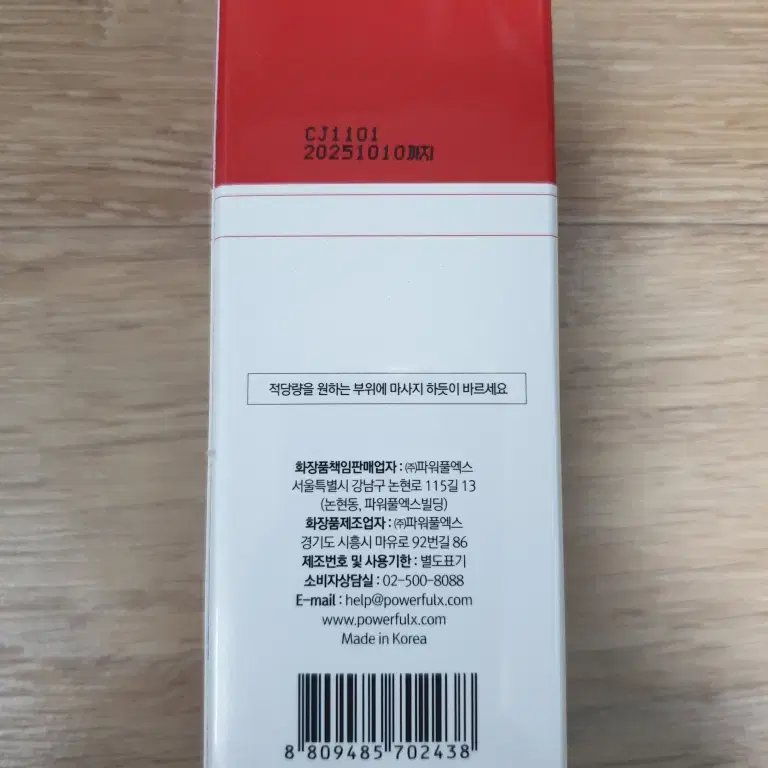 CJ1101
20251010까지
적당량을 원하는 부위에 마사지 하듯이 바르세요
화장품책임판매업자 : ㈜파워풀엑스
서울특별시 강남구 논현로 115길 13
(논현동, 파워풀엑스빌딩)
화장품제조업자 : ㈜파워풀엑스
경기도 시흥시 마유로 92번길 86
제조번호 및 사용기한 : 별도표기
소비자상담실 : 02-500-8088
E-mail : help@powerfulx.com
www.powerfulx.com
Made in Korea
8 809485 702438